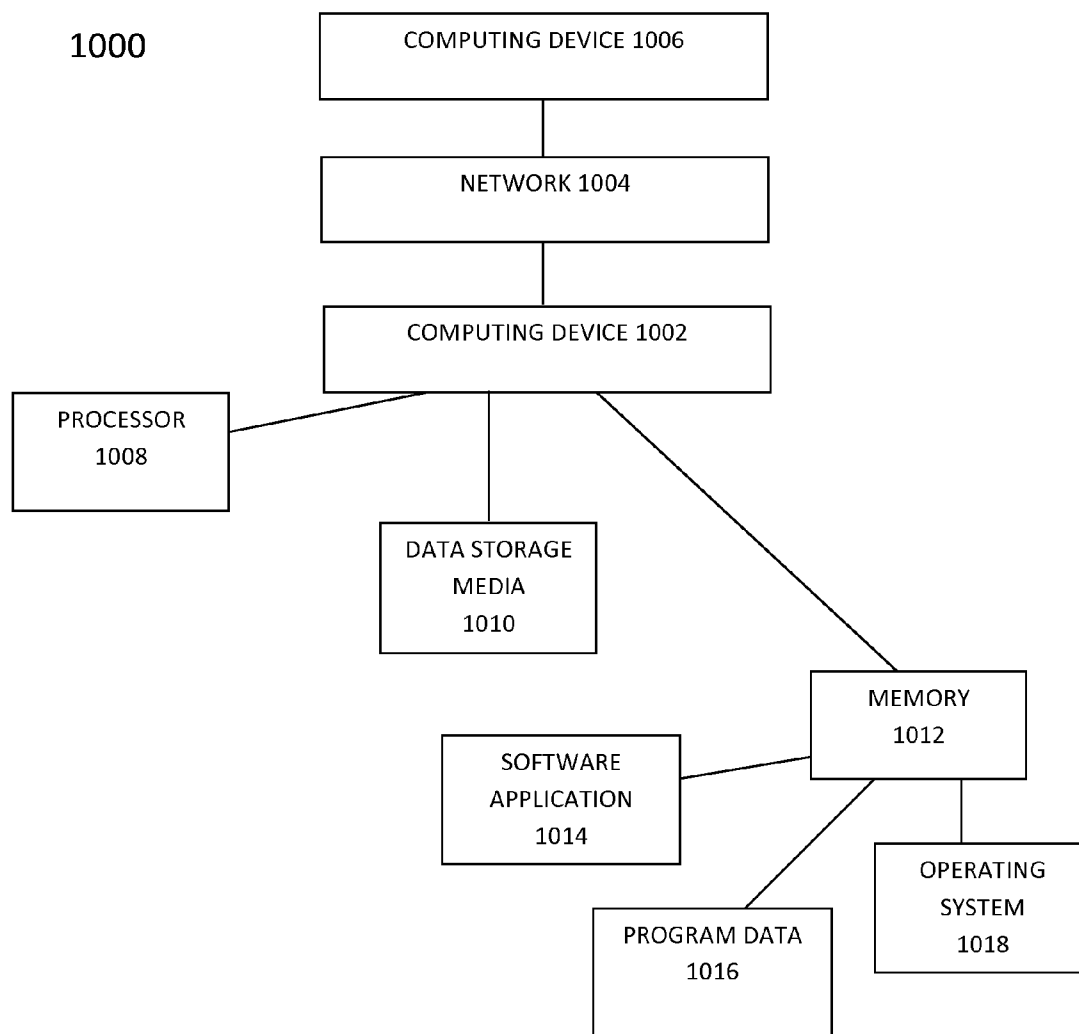 1000
COMPUTING DEVICE 1006
NETWORK 1004
COMPUTING DEVICE 1002
PROCESSOR
1008
DATA STORAGE
MEDIA
1010
MEMORY
1012
SOFTWARE
APPLICATION
1014
OPERATING
SYSTEM
1018
PROGRAM DATA
1016